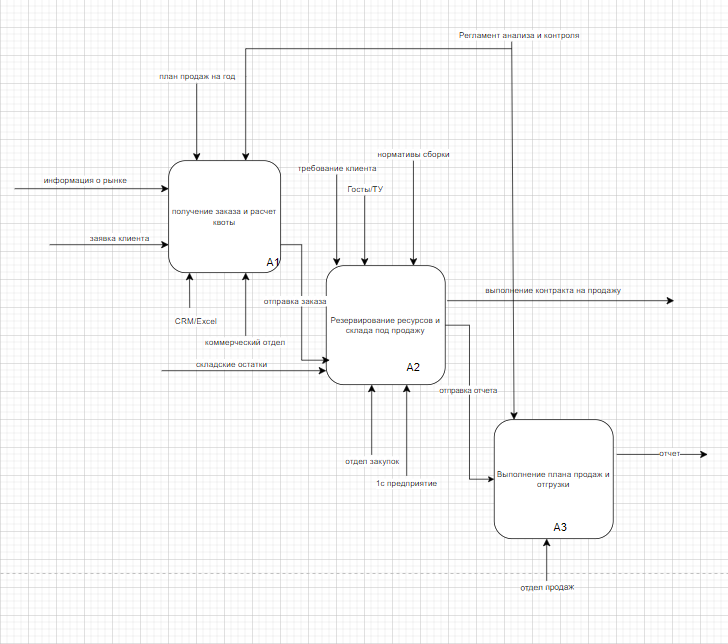 Регламент анализа и контроля
план продаж на год
нормативы сборки
требование клиента
информация о рынке
Госты/ТУ
получение заказа и расчет
квоты
заявка клиента
A1
выполнение контракта на продажу
отправка заказа
CRM/Excel
Резервирование ресурсов и
склада под продажу
коммерческий отдел
складские остатки
A2
отправка отчета
отчет
отдел закупок
Выполнение плана продаж и
отгрузки
1с предприятие
A3
отдел продаж